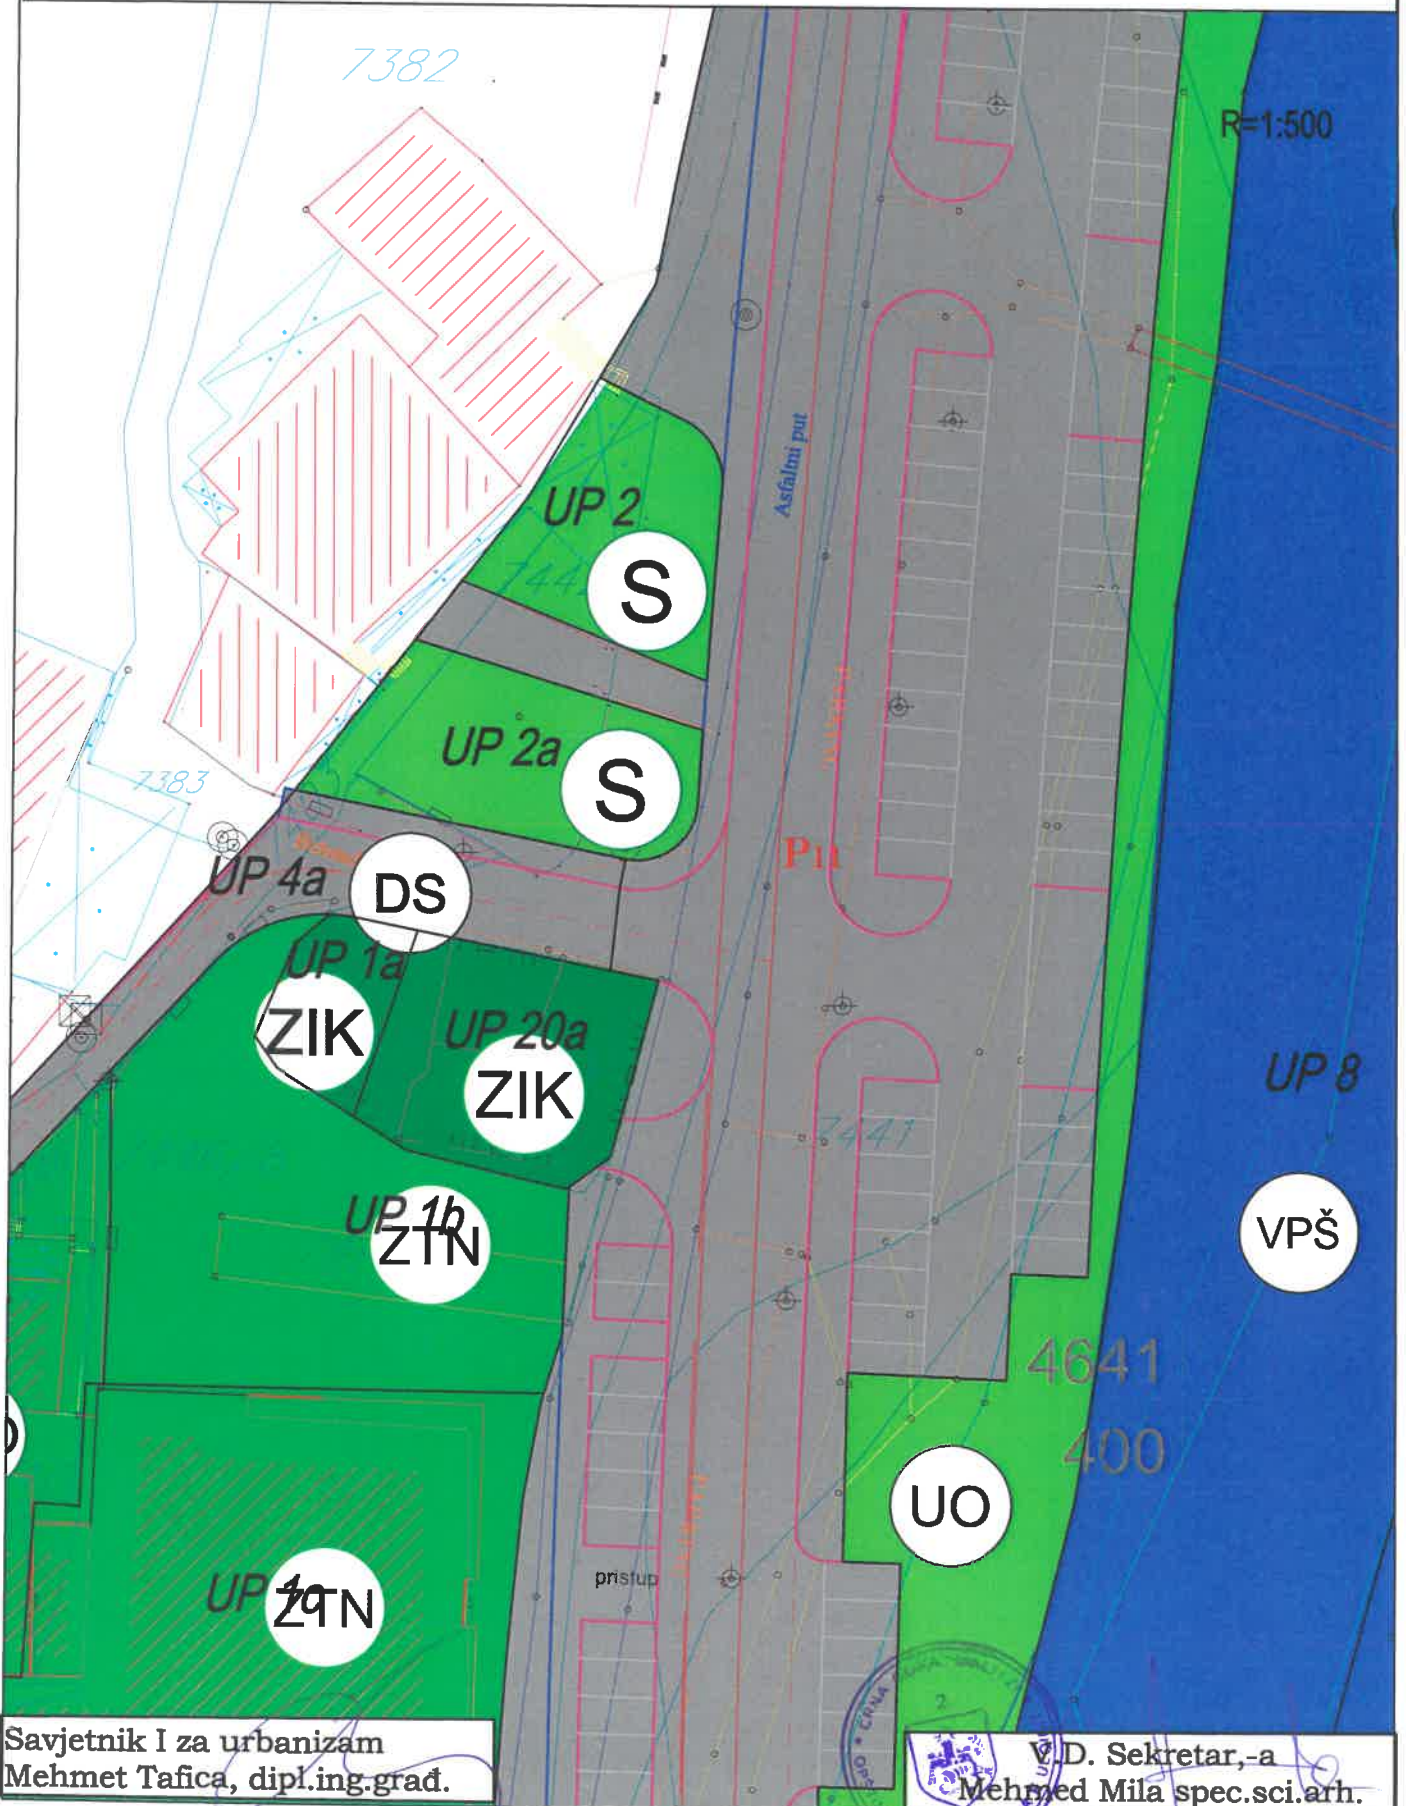 7382
R=1:500
Asfaltni put
UP 2
S
UP 2a
S
7383
UP 4a
DS
P11
UP 1a
ZIK
UP 20a
ZIK
7441
UP 8
UP 1b
ZTN
VPŠ
4641
400
UO
pristup
ZTN
CRNA
Savjetnik I za urbanizam
Mehmet Tafica, dipl.ing.građ.
V.D. Sekretar,-a
Mehmed Mila spec.sci.arh.